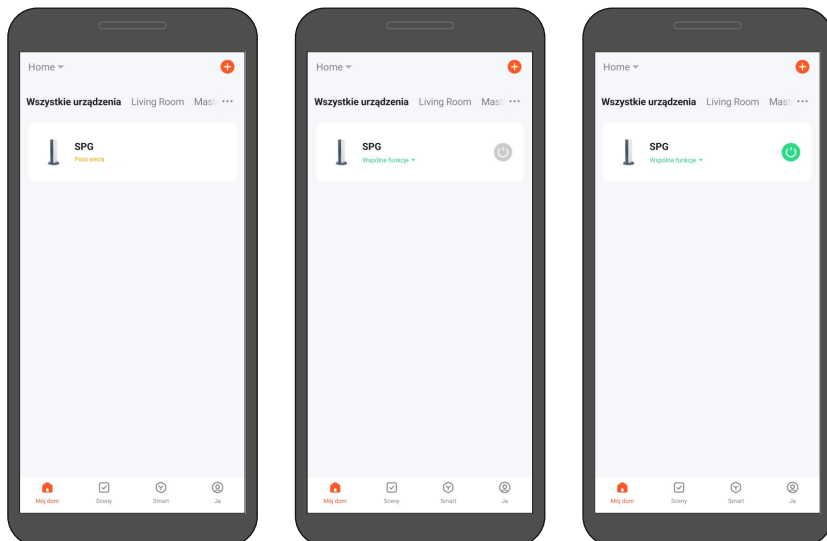 Home
Wszystkie urządzenia Living Room Mast
SPG
Poza siecią
Mój dom Sceny Smart Ja
Home
Wszystkie urządzenia Living Room Mast
SPG
Wspólne funkcje
Mój dom Sceny Smart Ja
Home
Wszystkie urządzenia Living Room Mast
SPG
Wspólne funkcje
Mój dom Sceny Smart Ja